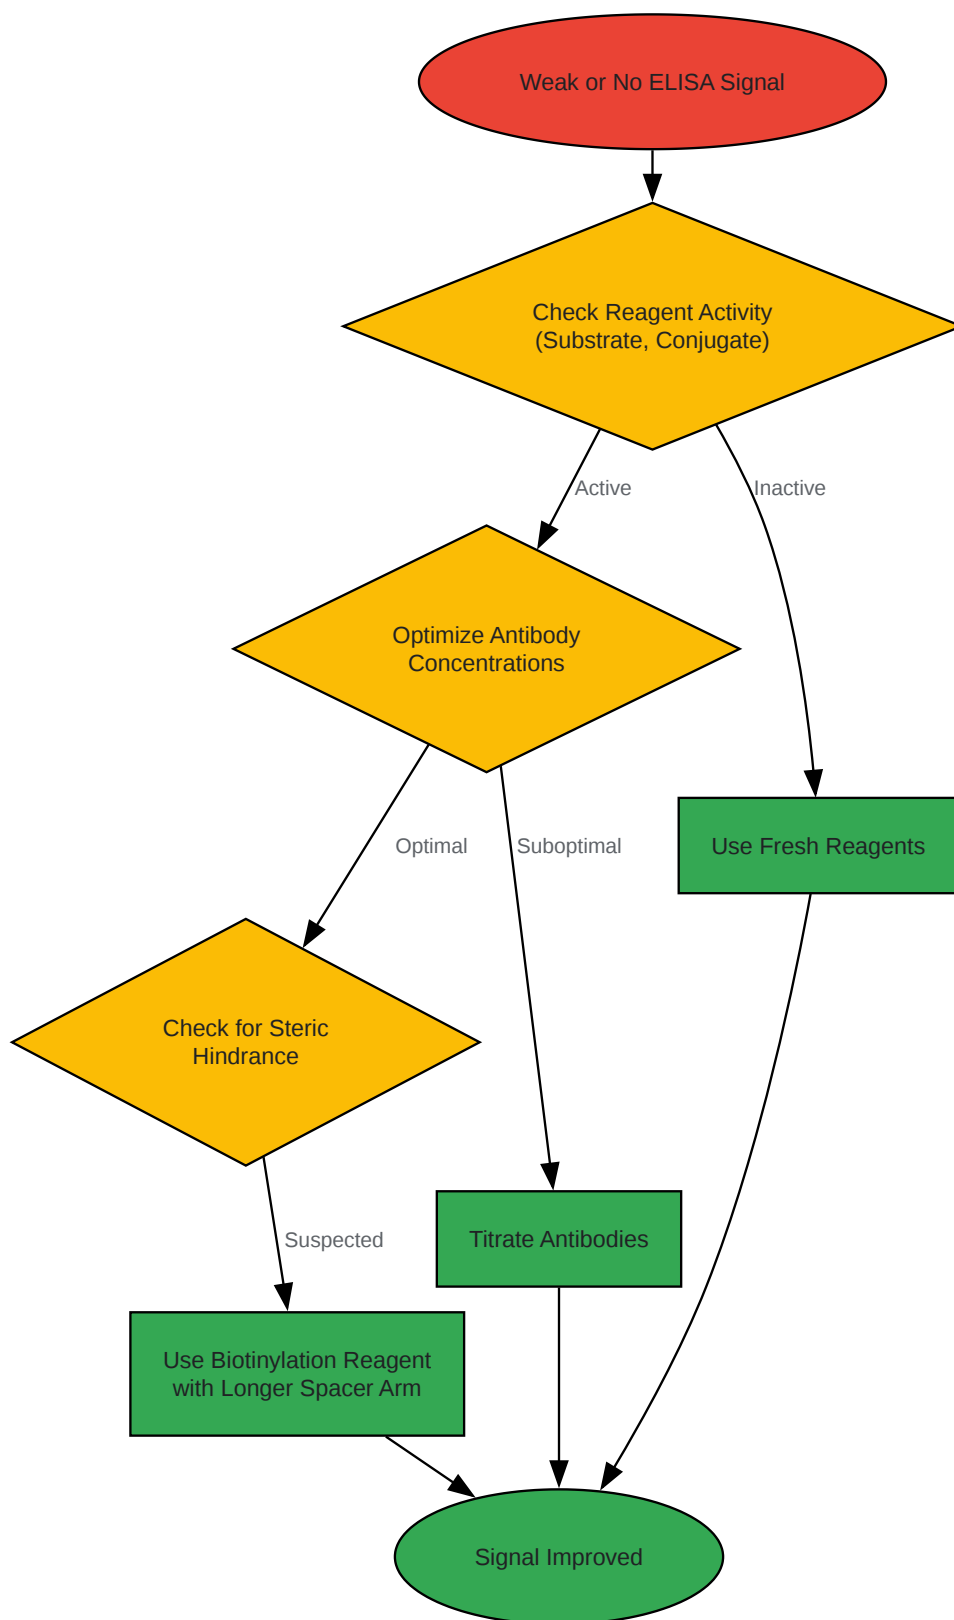 Weak or No ELISA Signal
Check Reagent Activity
(Substrate, Conjugate)
Active
Inactive
Optimize Antibody
Concentrations
Optimal
Suboptimal
Use Fresh Reagents
Check for Steric
Hindrance
Suspected
Titrate Antibodies
Use Biotinylation Reagent
with Longer Spacer Arm
Signal Improved